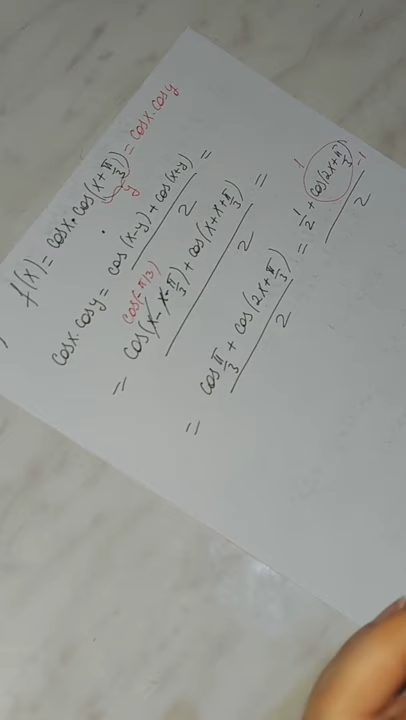 f(x) = cosx·cos(x+π/3) = cosx·cosy
y
cosx·cosy = cos(x-y)+cos(x+y)/2 =
cos(-π/3)
= cos(x-x-π/3)+cos(x+x+π/3)/2 =
= cosπ/3+cos(2x+π/3)/2 = 1/2+cos(2x+π/3)/2
1 -1